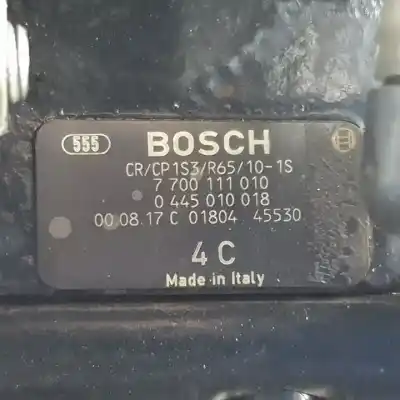 555
BOSCH
CR/CP1S3/R65/10-1S
7 700 111 010
0 445 010 018
00.08.17 C 01804 45530
4 C
Made in Italy